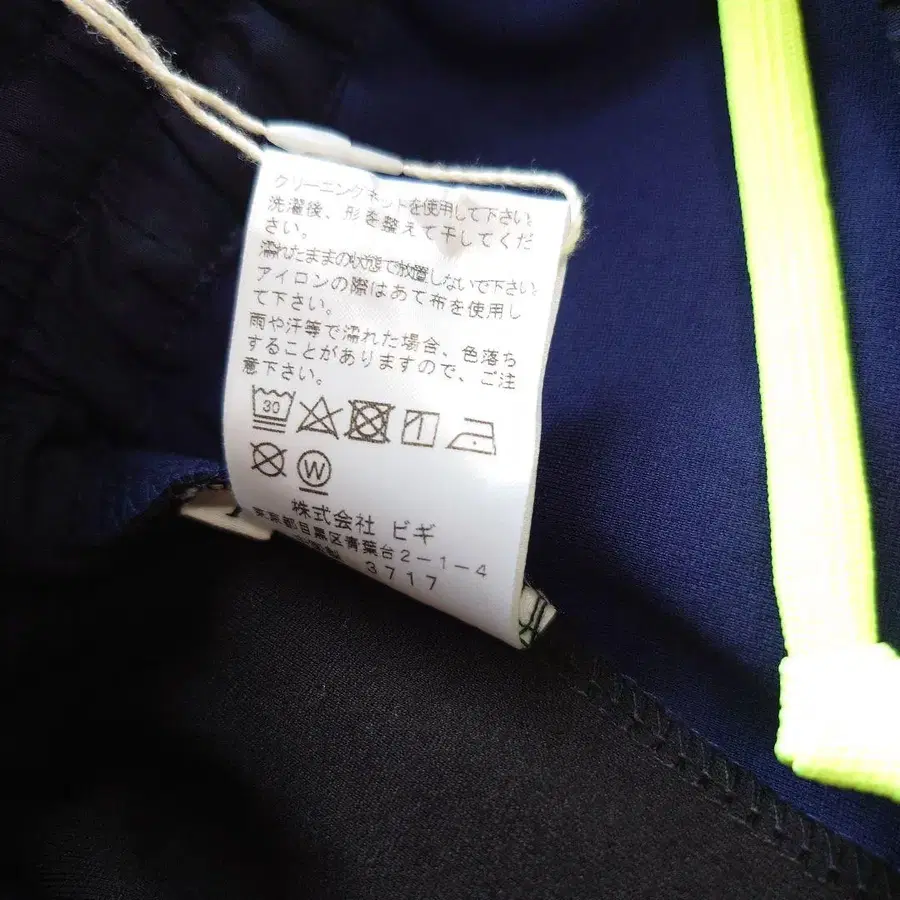 クリーニングネットを使用して下さい。
洗濯後、形を整えて干してくだ
さい。
濡れたままの状態で放置しないで下さい。
アイロンの際はあて布を使用し
て下さい。
雨や汗等で濡れた場合、色落ち
することがありますので、ご注
意下さい。
30
W
株式会社 ビギ
東京都目黒区青葉台2-1-4
3717